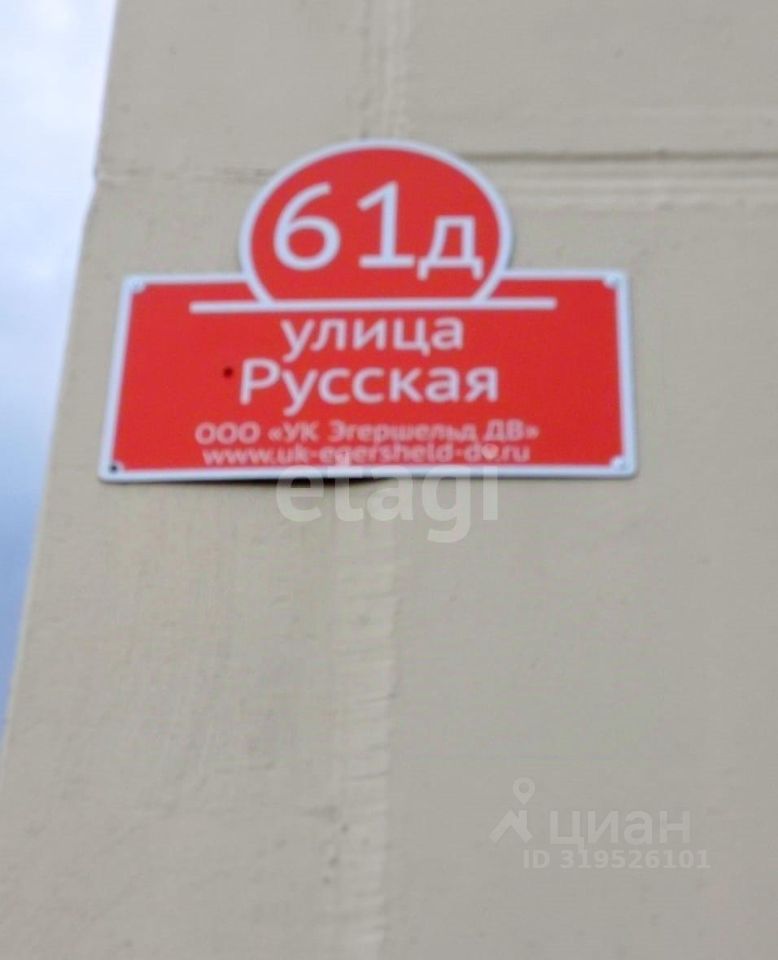 61д
улица
Русская
ООО «УК Эгершельд ДВ»
www.uk-egersheld-dv.ru
etagi
циан
ID 319526101